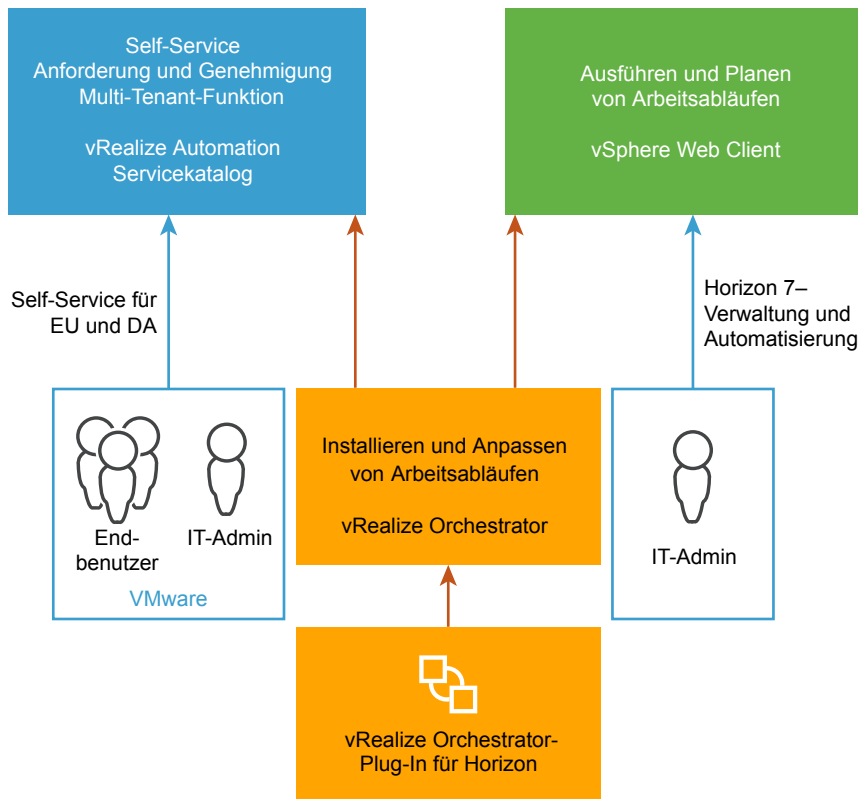 Self-Service
Anforderung und Genehmigung
Multi-Tenant-Funktion
vRealize Automation
Servicekatalog
Ausführen und Planen
von Arbeitsabläufen
vSphere Web Client
Self-Service für
EU und DA
Horizon 7–
Verwaltung und
Automatisierung
End-
benutzer
IT-Admin
VMware
Installieren und Anpassen
von Arbeitsabläufen
vRealize Orchestrator
IT-Admin
vRealize Orchestrator-
Plug-In für Horizon